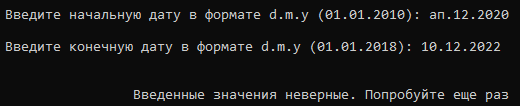 Введите начальную дату в формате d.m.y (01.01.2010): ап.12.2020
Введите конечную дату в формате d.m.y (01.01.2018): 10.12.2022
Введенные значения неверные. Попробуйте еще раз